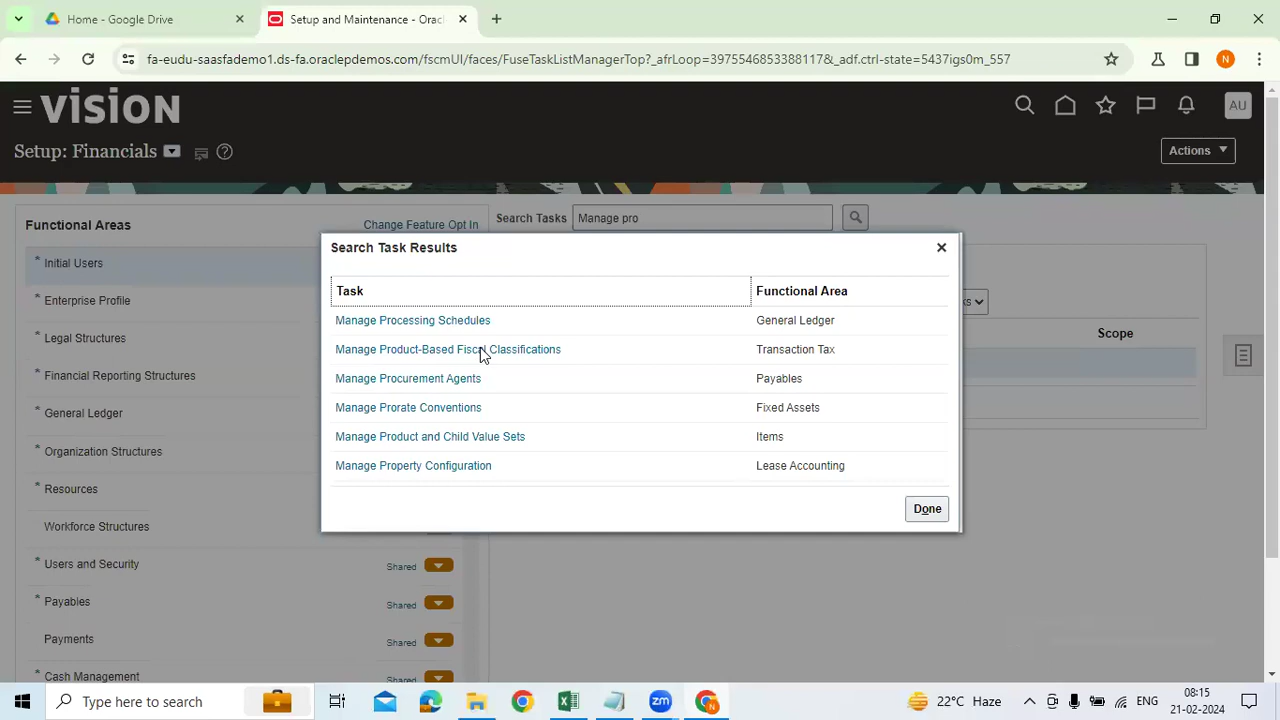 Home - Google Drive
Setup and Maintenance - Orac
fa-eudu-saasfademo1.ds-fa.oraclepdemos.com/fscmUI/faces/FuseTaskListManagerTop?_afrLoop=39755468538​8117&_adf.ctrl-state=5437igs0m_557
N
VISION
AU
Setup: Financials
Actions
Functional Areas
Change Feature Opt In
Search Tasks
Manage pro
* Initial Users
* Enterprise Profile
* Legal Structures
* Financial Reporting Structures
* General Ledger
* Organization Structures
* Resources
Workforce Structures
* Users and Security
Shared
* Payables
Shared
Payments
Shared
* Cash Management
Shared
Search Task Results
Task
Functional Area
Manage Processing Schedules
General Ledger
Manage Product-Based Fiscal Classifications
Transaction Tax
Manage Procurement Agents
Payables
Manage Prorate Conventions
Fixed Assets
Manage Product and Child Value Sets
Items
Manage Property Configuration
Lease Accounting
Done
Scope
Type here to search
zm
N
22°C Haze
ENG
08:15
21-02-2024